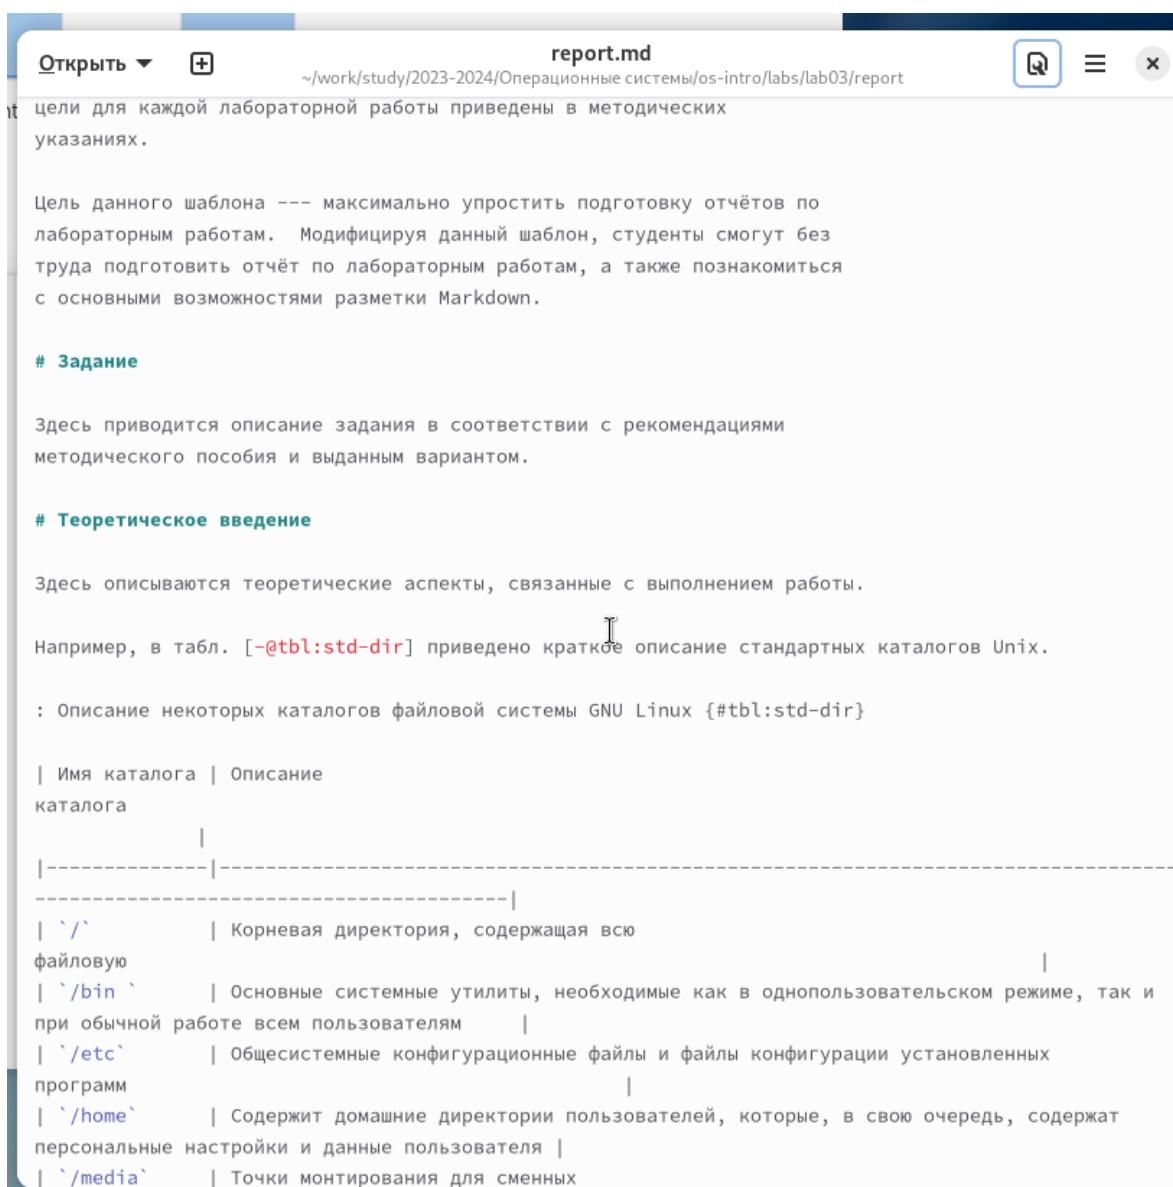 Открыть
report.md
~/work/study/2023-2024/Операционные системы/os-intro/labs/lab03/report
nt
цели для каждой лабораторной работы приведены в методических
указаниях.
Цель данного шаблона --- максимально упростить подготовку отчётов по
лабораторным работам.  Модифицируя данный шаблон, студенты смогут без
труда подготовить отчёт по лабораторным работам, а также познакомиться
с основными возможностями разметки Markdown.
# Задание
Здесь приводится описание задания в соответствии с рекомендациями
методического пособия и выданным вариантом.
# Теоретическое введение
Здесь описываются теоретические аспекты, связанные с выполнением работы.
Например, в табл. [-@tbl:std-dir] приведено краткое описание стандартных каталогов Unix.
: Описание некоторых каталогов файловой системы GNU Linux {#tbl:std-dir}
| Имя каталога | Описание
каталога
|
|--------------|-----------------------------------------------------------------------------------
-----------------------------------------|
| `/`          | Корневая директория, содержащая всю
файловую |
| `/bin `      | Основные системные утилиты, необходимые как в однопользовательском режиме, так и
при обычной работе всем пользователям     |
| `/etc`       | Общесистемные конфигурационные файлы и файлы конфигурации установленных
программ |
| `/home`      | Содержит домашние директории пользователей, которые, в свою очередь, содержат
персональные настройки и данные пользователя |
| `/media`     | Точки монтирования для сменных